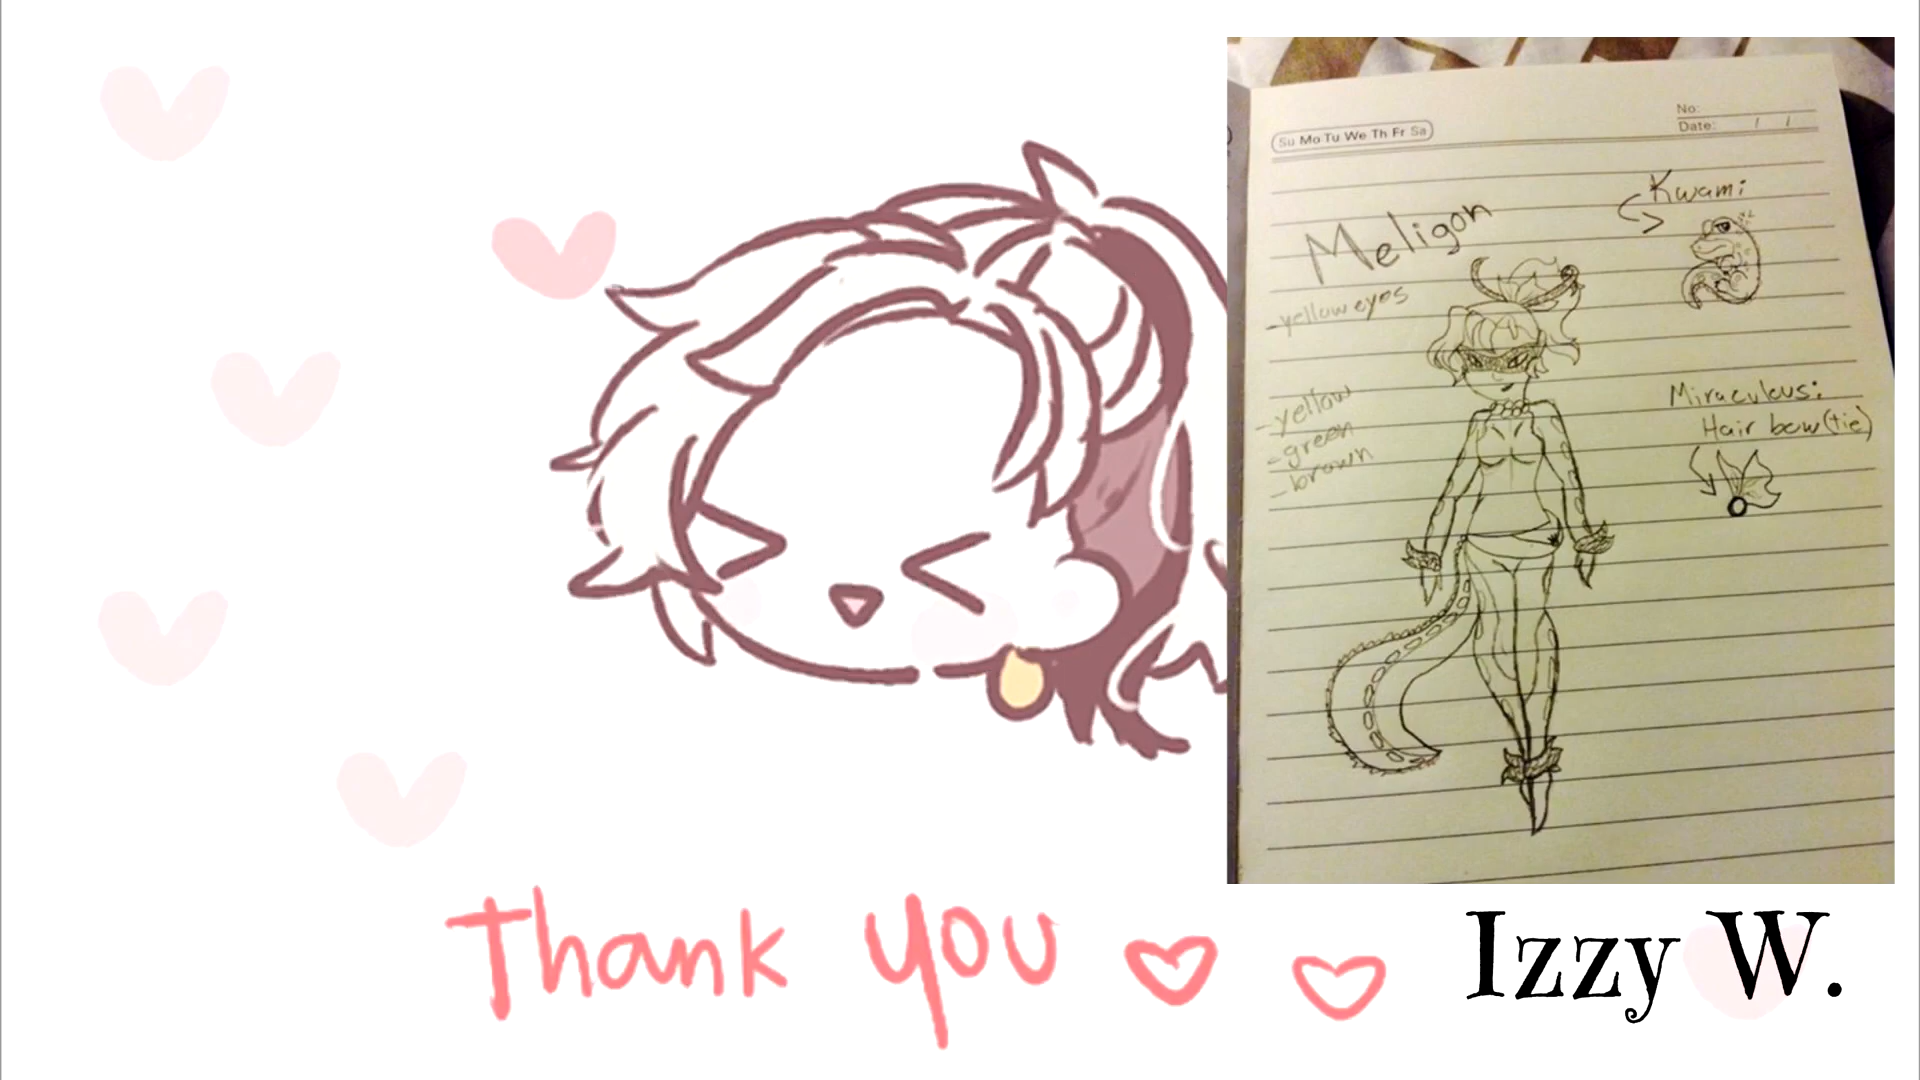 No:
Su Mo Tu We Th Fr Sa
Date: / /
Kwami
Meligon
-yellow eyes
Miraculous:
Hair bow (tie)
-yellow
-green
-brown
Thank you
Izzy W.